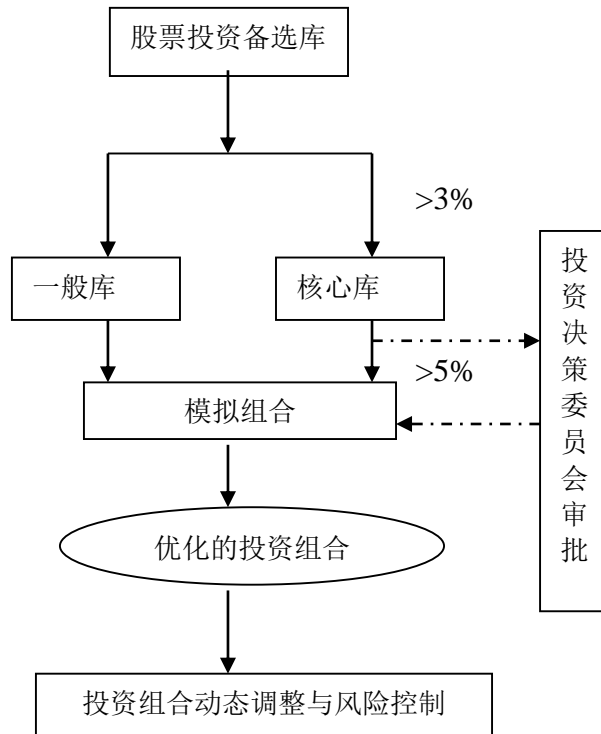 股票投资备选库
>3%
一般库
核心库
投资决策委员会审批
>5%
模拟组合
优化的投资组合
投资组合动态调整与风险控制